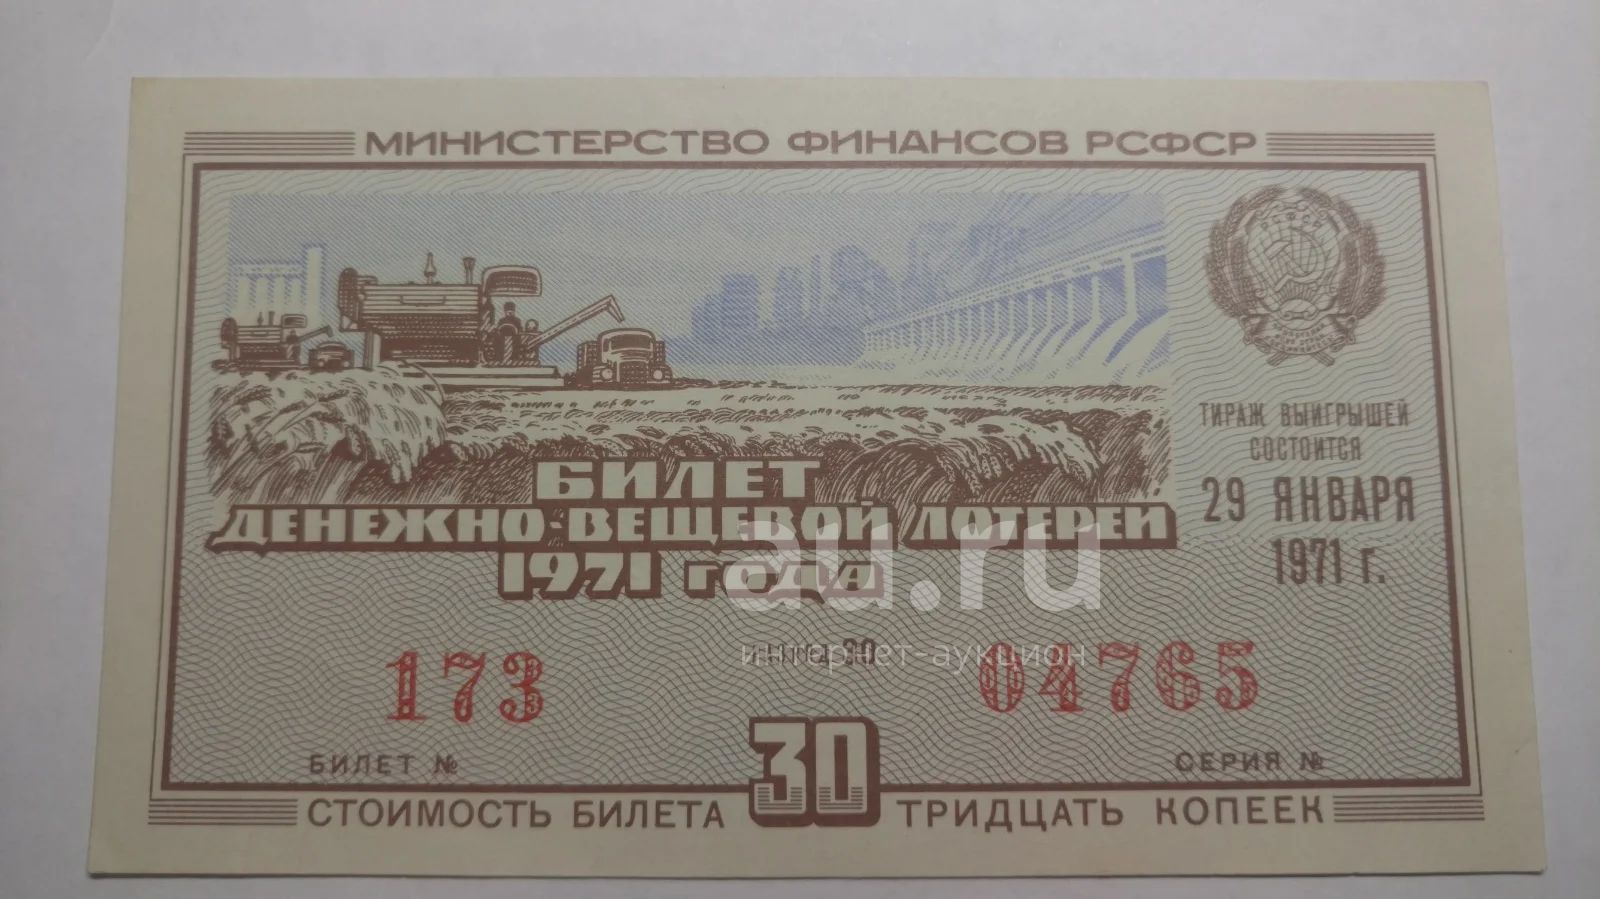 МИНИСТЕРСТВО ФИНАНСОВ РСФСР
РСФСР
ТИРАЖ ВЫИГРЫШЕЙ
СОСТОИТСЯ
29 ЯНВАРЯ
1971 г.
БИЛЕТ
ДЕНЕЖНО-ВЕЩЕВОЙ ЛОТЕРЕИ
1971 ГОДА
au.ru
интернет-аукцион
173
04765
БИЛЕТ №
СЕРИЯ №
СТОИМОСТЬ БИЛЕТА 30 ТРИДЦАТЬ КОПЕЕК